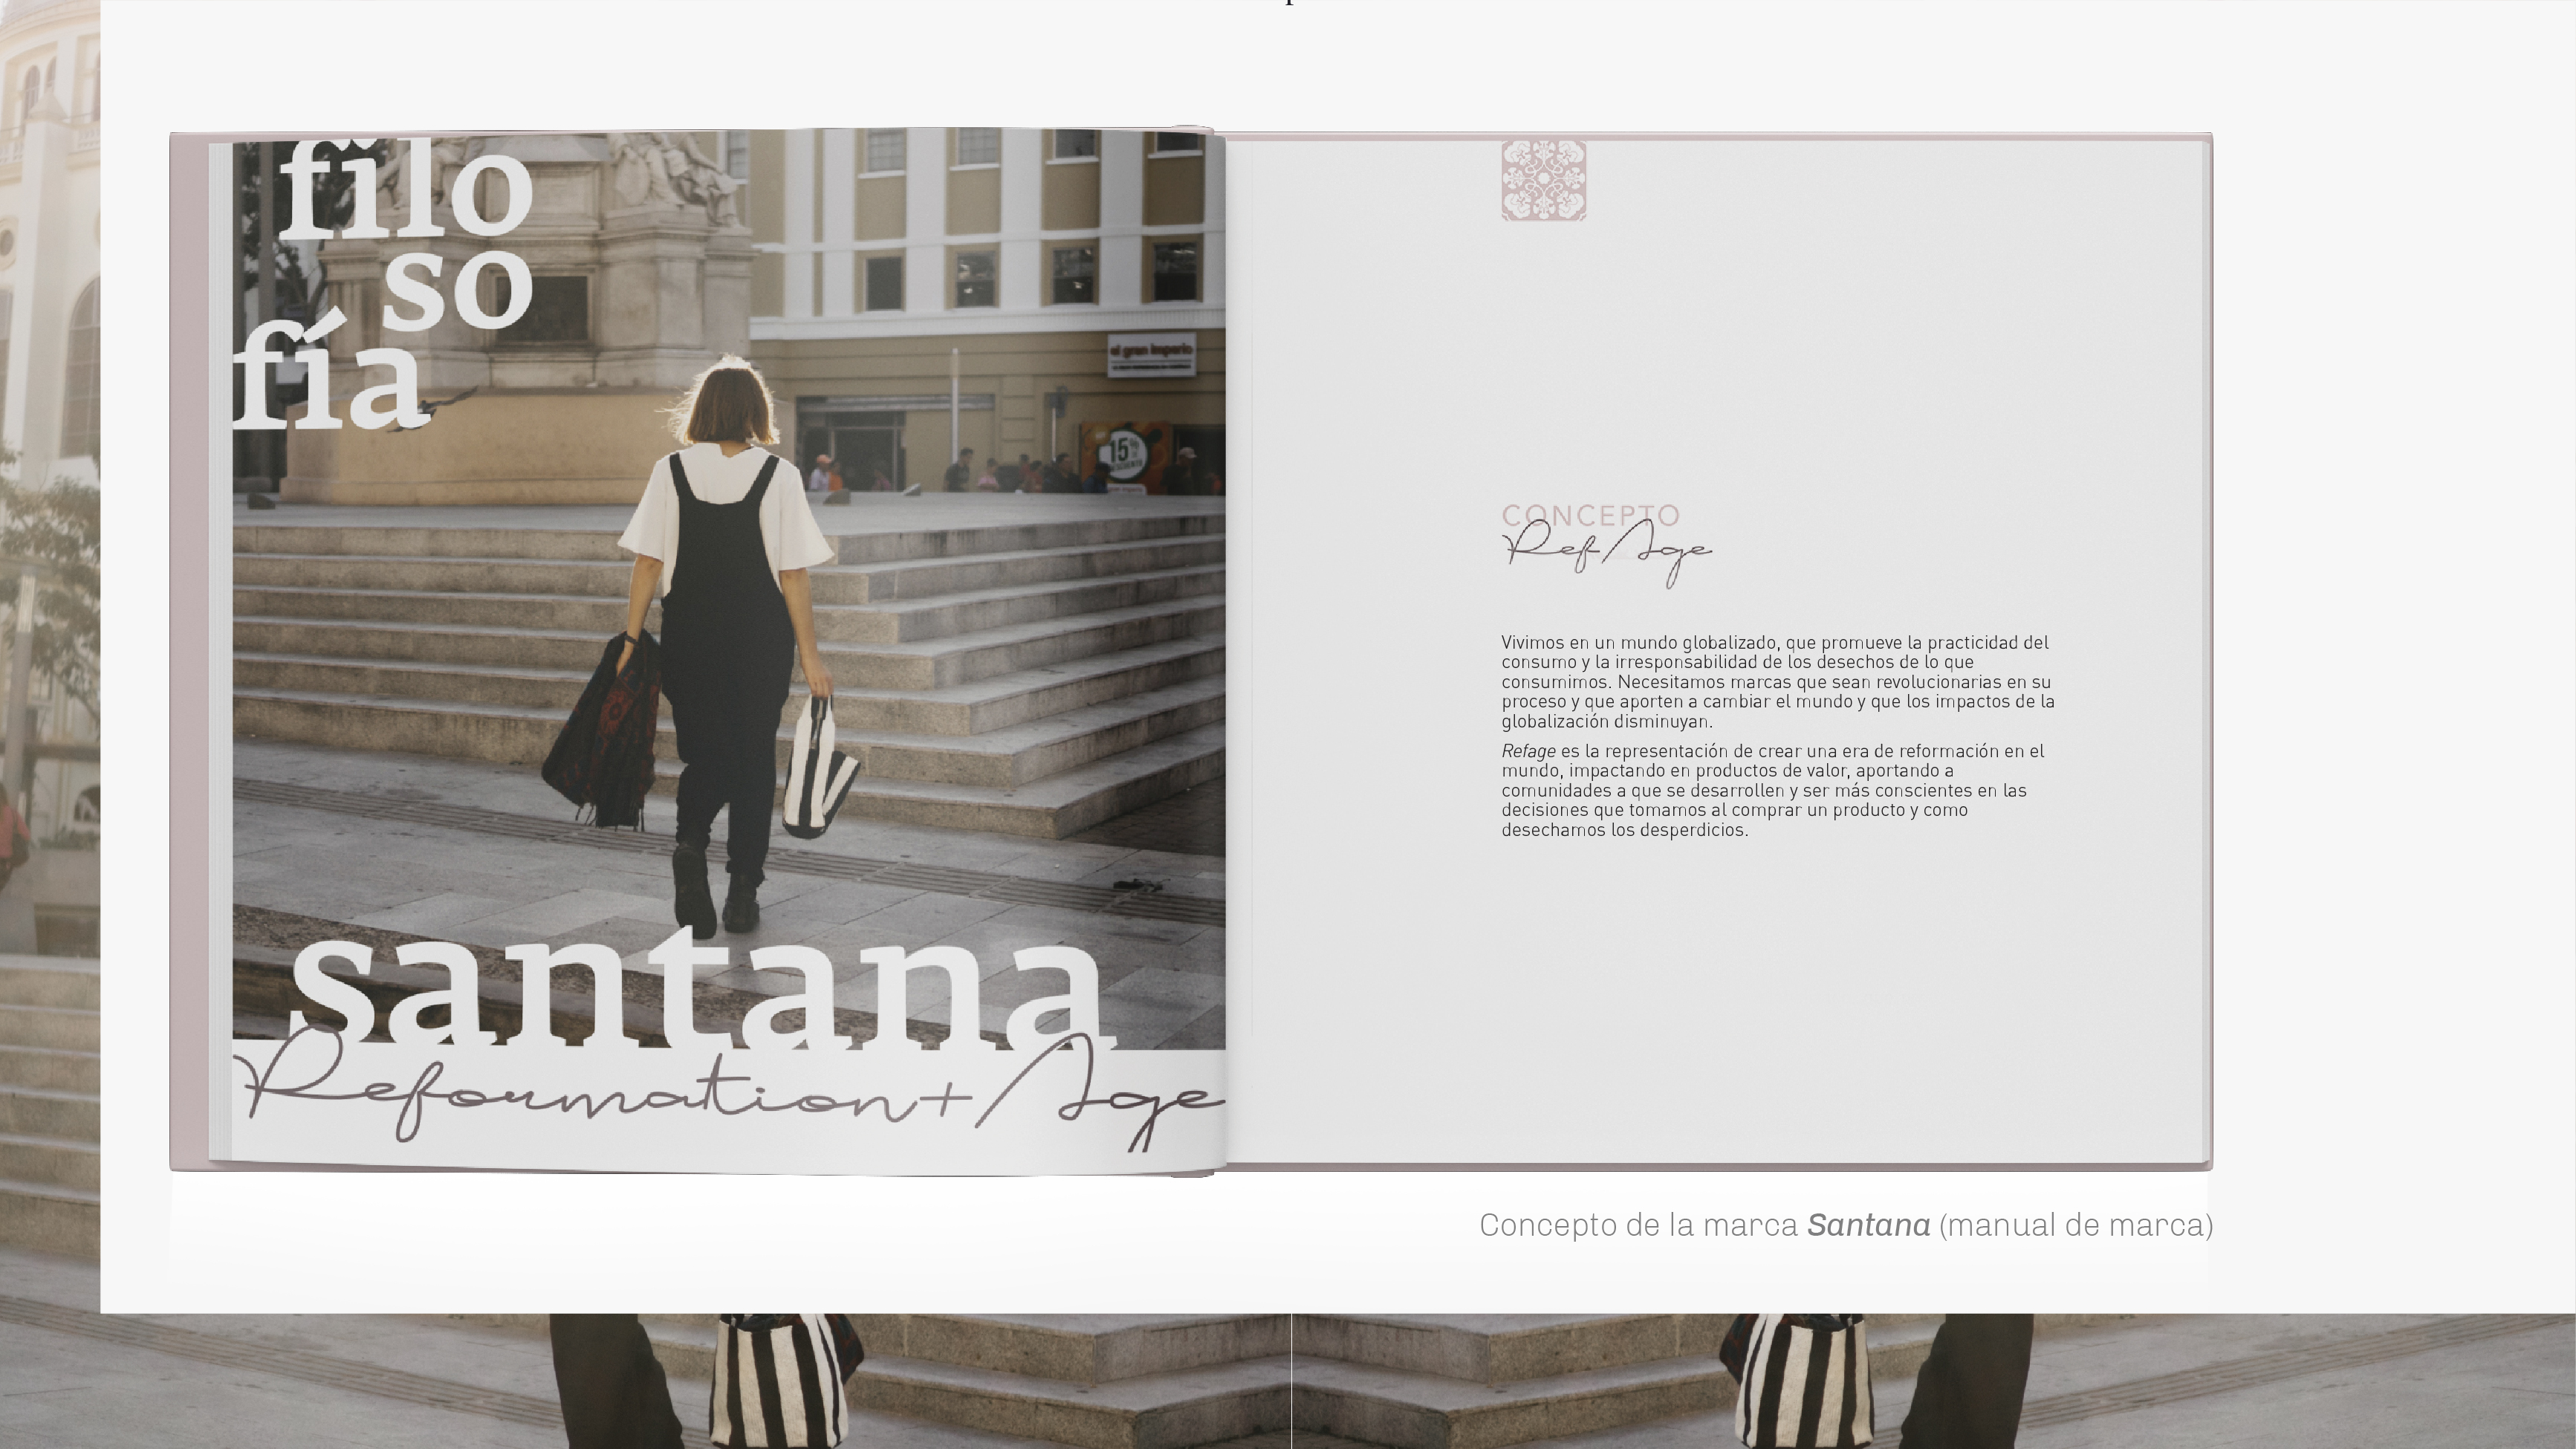 filo
so
fía
el gran imperio
15%
santana
Reformation+Age
CONCEPTO
Ref/Age
Vivimos en un mundo globalizado, que promueve la practicidad del
consumo y la irresponsabilidad de los desechos de lo que
consumimos. Necesitamos marcas que sean revolucionarias en su
proceso y que aporten a cambiar el mundo y que los impactos de la
globalización disminuyan.
Refage es la representación de crear una era de reformación en el
mundo, impactando en productos de valor, aportando a
comunidades a que se desarrollen y ser más conscientes en las
decisiones que tomamos al comprar un producto y como
desechamos los desperdicios.
Concepto de la marca Santana (manual de marca)